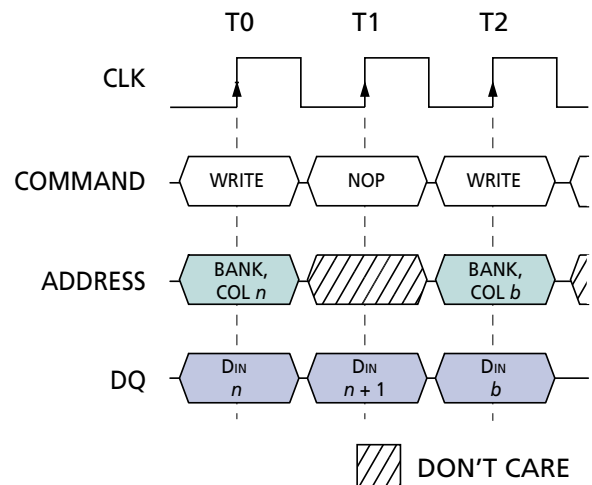 T0 T1 T2
CLK
COMMAND WRITE NOP WRITE
ADDRESS BANK, COL n BANK, COL b
DQ DIN n DIN n + 1 DIN b
DON'T CARE